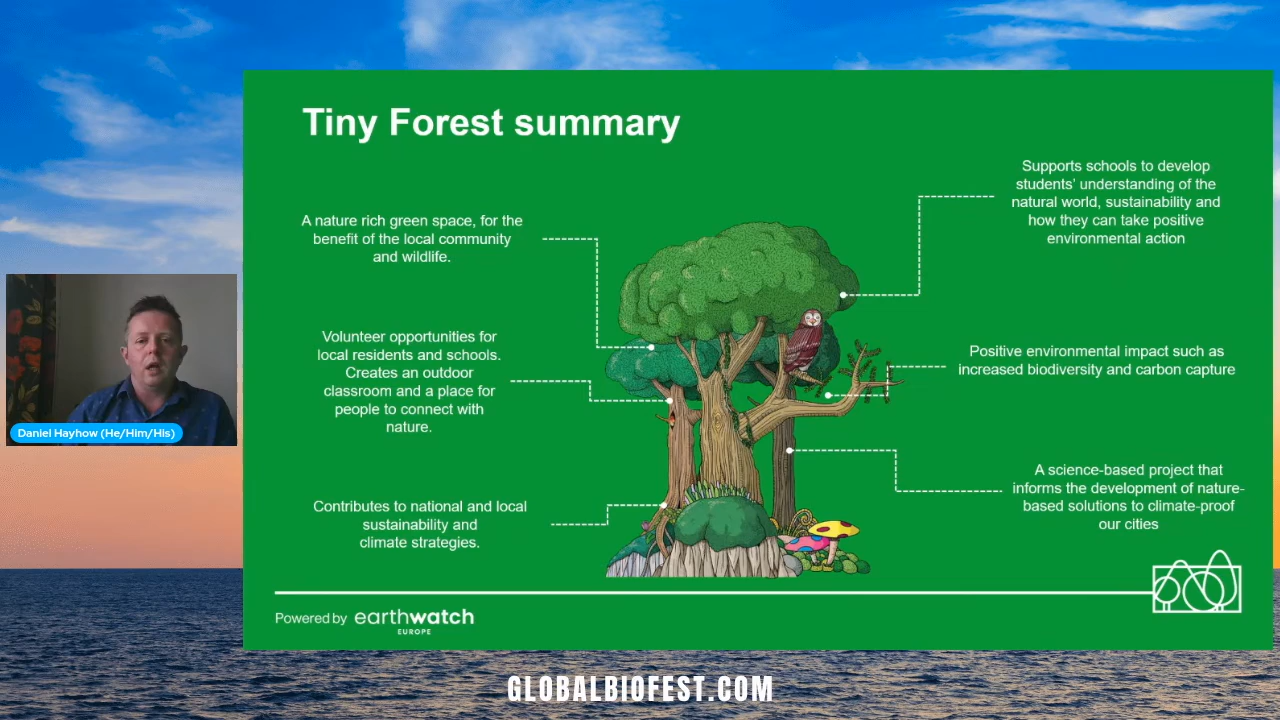 Tiny Forest summary
A nature rich green space, for the
benefit of the local community
and wildlife.
Volunteer opportunities for
local residents and schools.
Creates an outdoor
classroom and a place for
people to connect with
nature.
Contributes to national and local
sustainability and
climate strategies.
Supports schools to develop
students' understanding of the
natural world, sustainability and
how they can take positive
environmental action
Positive environmental impact such as
increased biodiversity and carbon capture
A science-based project that
informs the development of nature-
based solutions to climate-proof
our cities
Powered by earthwatch
EUROPE
Daniel Hayhow (He/Him/His)
GLOBALBIOFEST.COM